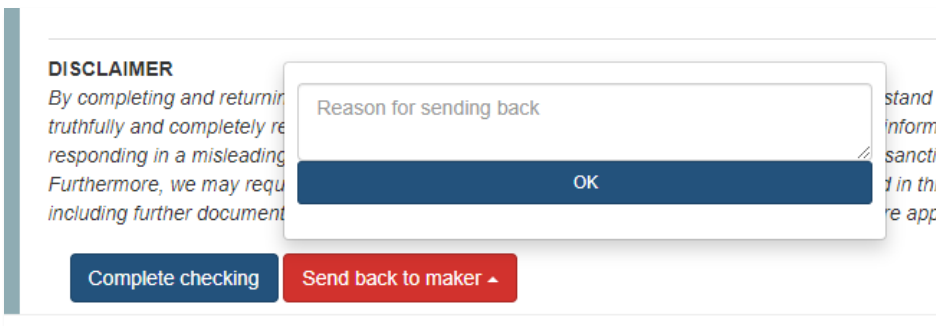 DISCLAIMER
By completing and returnin
truthfully and completely re
responding in a misleading
Furthermore, we may requ
including further document
Reason for sending back
OK
stand
inform
sancti
d in thi
re app
Complete checking
Send back to maker